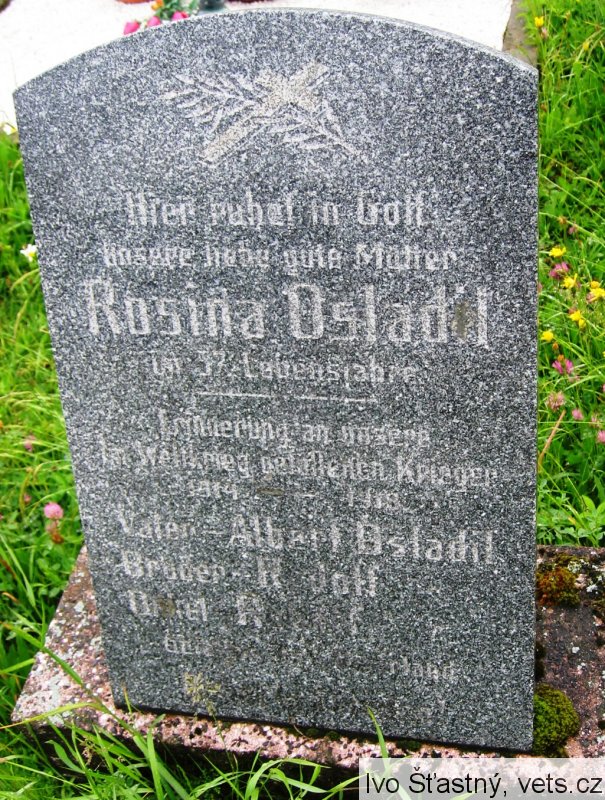 Hier ruhet in Gott
unsere liebe gute Mutter
Rosina Osladil
im 57. Lebensjahre
Erinnerung an unsere
im Weltkrieg gefallenen Krieger
1914 - 1918
Vater - Albert Osladil
Bruder - Rudolf
Ivo Šťastný, vets.cz